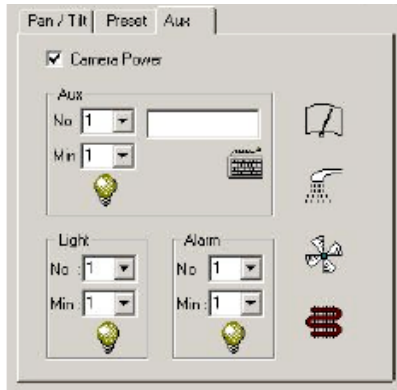 Pan / Tilt Preset Aux
Camera Power
Aux
No 1
Min 1
Light
No : 1
Min : 1
Alarm
No 1
Min : 1